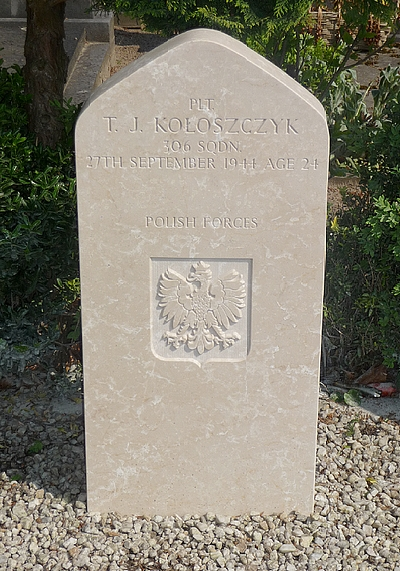 PLT.
T. J. KOŁOSZCZYK
306 SQDN.
27TH SEPTEMBER 1944 AGE 24
POLISH FORCES